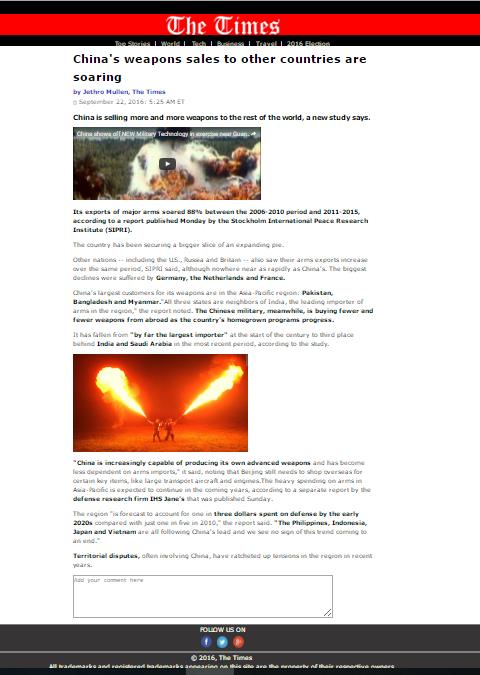 The Times
Top Stories | World | Tech | Business | Travel | 2016 Election
China's weapons sales to other countries are
soaring
by Jethro Mullen, The Times
September 22, 2016: 5:25 AM ET
China is selling more and more weapons to the rest of the world, a new study says.
China shows off NEW Military Technology in exercise near Guan...
Its exports of major arms soared 88% between the 2006-2010 period and 2011-2015,
according to a report published Monday by the Stockholm International Peace Research
Institute (SIPRI).
The country has been securing a bigger slice of an expanding pie.
Other nations -- including the U.S., Russia and Britain -- also saw their arms exports increase
over the same period, SIPRI said, although nowhere near as rapidly as China's. The biggest
declines were suffered by Germany, the Netherlands and France.
China's largest customers for its weapons are in the Asia-Pacific region: Pakistan,
Bangladesh and Myanmar."All three states are neighbors of India, the leading importer of
arms in the region," the report noted. The Chinese military, meanwhile, is buying fewer and
fewer weapons from abroad as the country's homegrown programs progress.
It has fallen from "by far the largest importer" at the start of the century to third place
behind India and Saudi Arabia in the most recent period, according to the study.
"China is increasingly capable of producing its own advanced weapons and has become
less dependent on arms imports," it said, noting that Beijing still needs to shop overseas for
certain key items, like large transport aircraft and engines.The heavy spending on arms in
Asia-Pacific is expected to continue in the coming years, according to a separate report by the
defense research firm IHS Jane's that was published Sunday.
The region "is forecast to account for one in three dollars spent on defense by the early
2020s compared with just one in five in 2010," the report said. "The Philippines, Indonesia,
Japan and Vietnam are all following China's lead and we see no sign of this trend coming to
an end."
Territorial disputes, often involving China, have ratcheted up tensions in the region in recent
years.
Add your comment here
FOLLOW US ON
© 2016, The Times
All trademarks and registered trademarks appearing on this site are the property of their respective owners